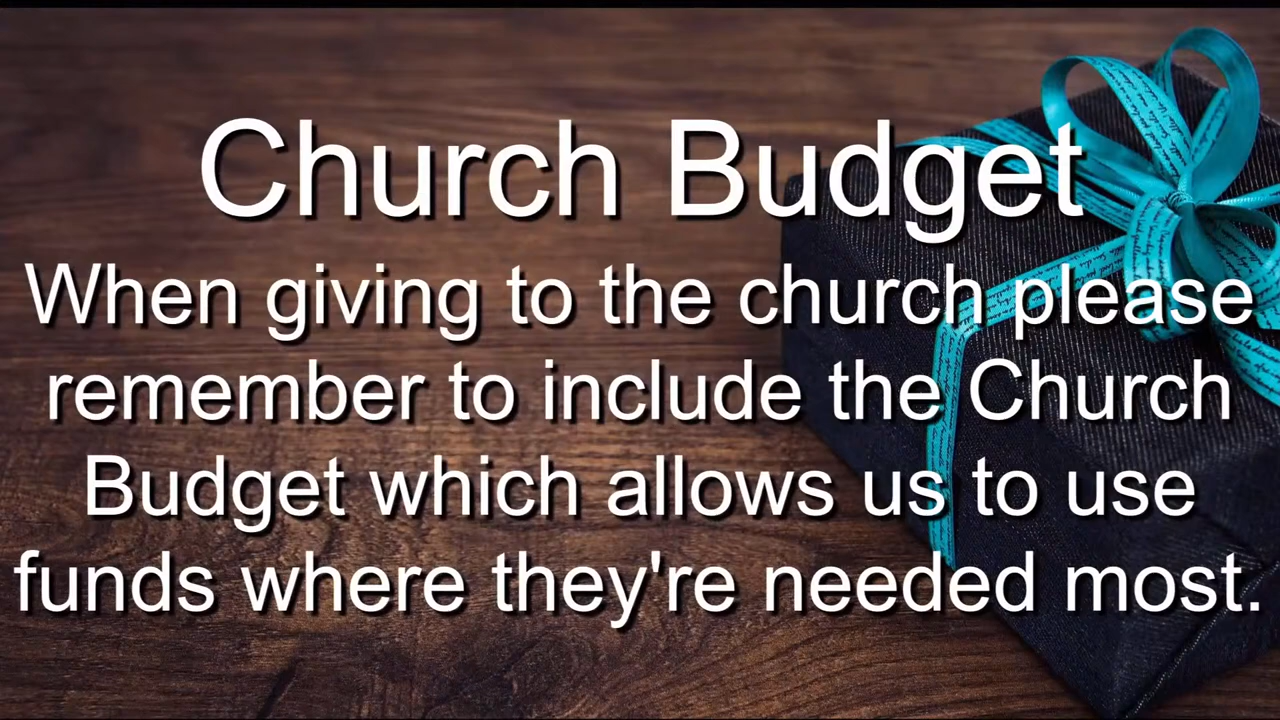 Church Budget
When giving to the church please
remember to include the Church
Budget which allows us to use
funds where they're needed most.